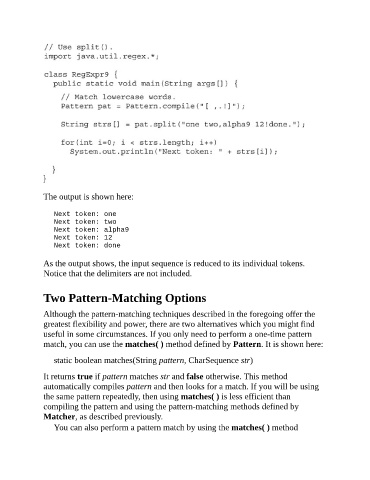 // Use split().
import java.util.regex.*;
class RegExpr9 {
public static void main(String args[]) {
// Match lowercase words.
Pattern pat = Pattern.compile("[ ,.!]");
String strs[] = pat.split("one two,alpha9 12!done.");
for(int i=0; i < strs.length; i++)
System.out.println("Next token: " + strs[i]);
}
}
The output is shown here:
Next token: one
Next token: two
Next token: alpha9
Next token: 12
Next token: done
As the output shows, the input sequence is reduced to its individual tokens.
Notice that the delimiters are not included.
Two Pattern-Matching Options
Although the pattern-matching techniques described in the foregoing offer the
greatest flexibility and power, there are two alternatives which you might find
useful in some circumstances. If you only need to perform a one-time pattern
match, you can use the matches( ) method defined by Pattern. It is shown here:
static boolean matches(String pattern, CharSequence str)
It returns true if pattern matches str and false otherwise. This method
automatically compiles pattern and then looks for a match. If you will be using
the same pattern repeatedly, then using matches( ) is less efficient than
compiling the pattern and using the pattern-matching methods defined by
Matcher, as described previously.
You can also perform a pattern match by using the matches( ) method